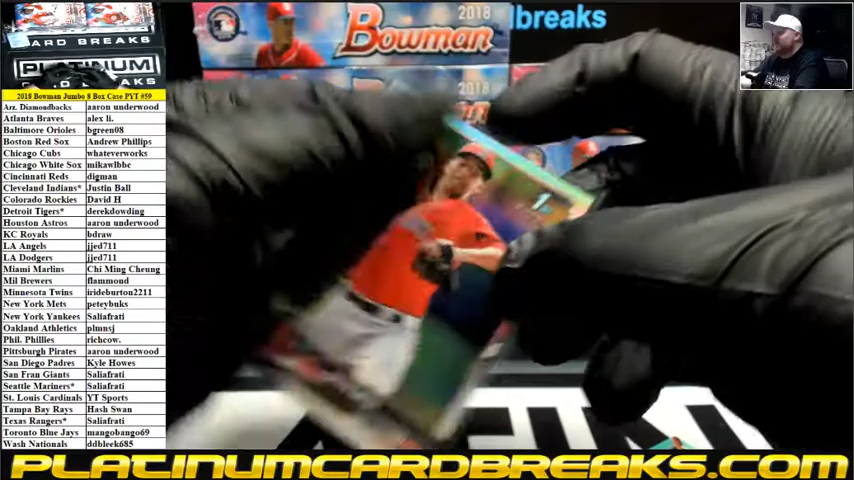 2018
Bowman
breaks
2018
CARD BREAKS
PLATINUM
CARD BREAKS
2018 Bowman Jumbo 8 Box Case PYT #59
Arz. Diamondbacks aaron underwood
Atlanta Braves alex li.
Baltimore Orioles bgreen08
Boston Red Sox Andrew Phillips
Chicago Cubs whateverworks
Chicago White Sox mikawlbbc
Cincinnati Reds digman
Cleveland Indians* Justin Ball
Colorado Rockies David H
Detroit Tigers* derekdowding
Houston Astros aaron underwood
KC Royals bdraw
LA Angels jjed711
LA Dodgers jjed711
Miami Marlins Chi Ming Cheung
Mil Brewers flammond
Minnesota Twins irideburton2211
New York Mets peteybuks
New York Yankees Saliafrati
Oakland Athletics plmnsj
Phil. Phillies richcow.
Pittsburgh Pirates aaron underwood
San Diego Padres Kyle Howes
San Fran Giants Saliafrati
Seattle Mariners* Saliafrati
St. Louis Cardinals YT Sports
Tampa Bay Rays Hash Swan
Texas Rangers* Saliafrati
Toronto Blue Jays mangobango69
Wash Nationals ddbleek685
PLATINUMCARDBREAKS.COM